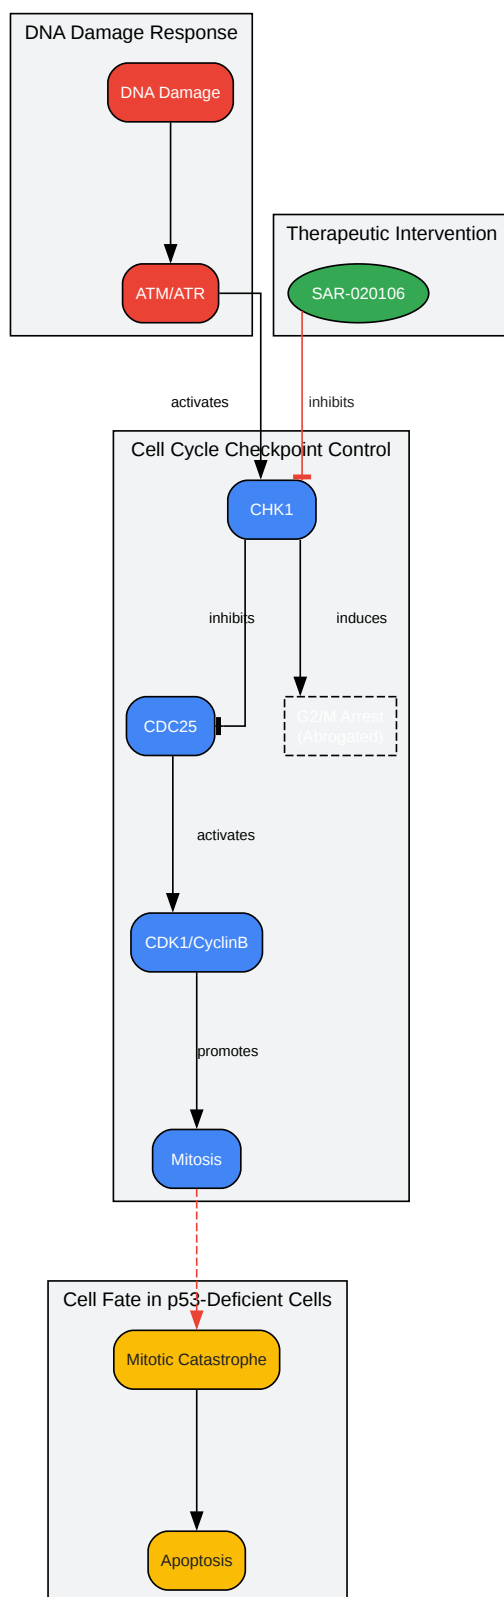 DNA Damage Response
DNA Damage
Therapeutic Intervention
ATM/ATR
SAR-020106
activates
inhibits
Cell Cycle Checkpoint Control
CHK1
inhibits
induces
CDC25
G2/M Arrest
(Abrogated)
activates
CDK1/CyclinB
promotes
Mitosis
Cell Fate in p53-Deficient Cells
Mitotic Catastrophe
Apoptosis